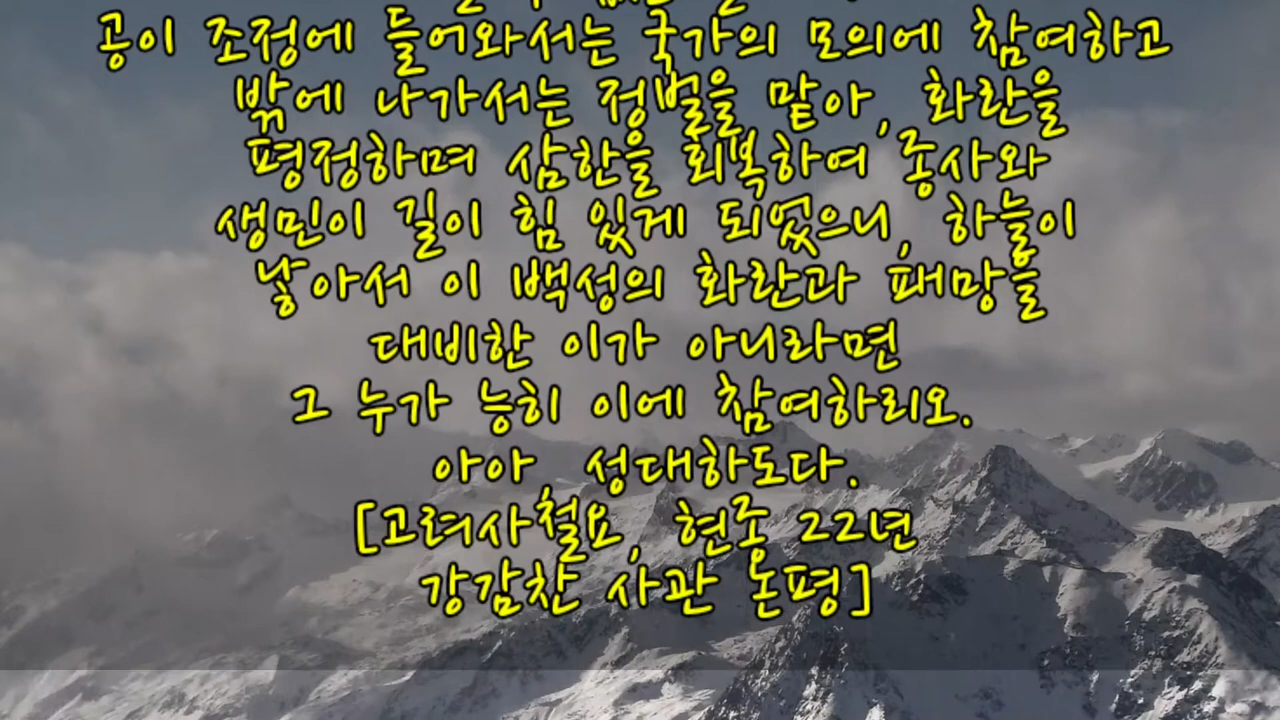 공이 조정에 들어와서는 국가의 모의에 참여하고
밖에 나가서는 정벌을 맡아, 화란을
평정하며 삼한을 회복하여 종사와
생민이 길이 힘 있게 되었으니, 하늘이
낳아서 이 백성의 화란과 패망을
대비한 이가 아니라면
그 누가 능히 이에 참여하리오.
아아, 성대하도다.
[고려사철요, 현종 22년
강감찬 사관 온평]